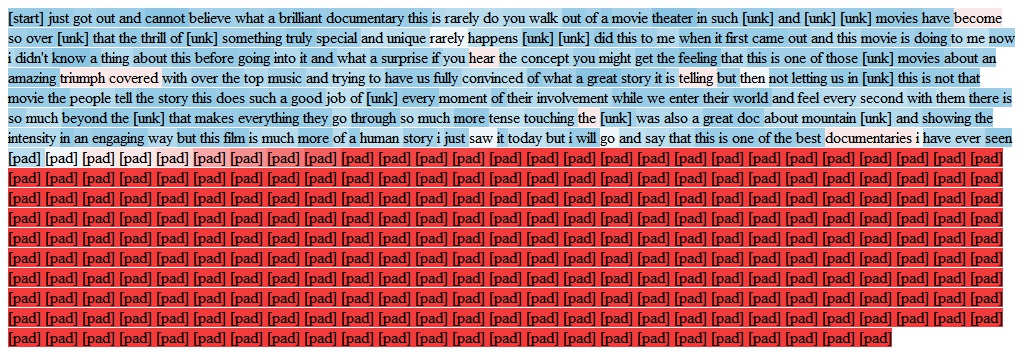 [start] just got out and cannot believe what a brilliant documentary this is rarely do you walk out of a movie theater in such [unk] and [unk] [unk] movies have become
so over [unk] that the thrill of [unk] something truly special and unique rarely happens [unk] [unk] did this to me when it first came out and this movie is doing to me now
i didn't know a thing about this before going into it and what a surprise if you hear the concept you might get the feeling that this is one of those [unk] movies about an
amazing triumph covered with over the top music and trying to have us fully convinced of what a great story it is telling but then not letting us in [unk] this is not that
movie the people tell the story this does such a good job of [unk] every moment of their involvement while we enter their world and feel every second with them there is
so much beyond the [unk] that makes everything they go through so much more tense touching the [unk] was also a great doc about mountain [unk] and showing the
intensity in an engaging way but this film is much more of a human story i just saw it today but i will go and say that this is one of the best documentaries i have ever seen
[pad] [pad] [pad] [pad] [pad] [pad] [pad] [pad] [pad] [pad] [pad] [pad] [pad] [pad] [pad] [pad] [pad] [pad] [pad] [pad] [pad] [pad] [pad] [pad] [pad] [pad] [pad]
[pad] [pad] [pad] [pad] [pad] [pad] [pad] [pad] [pad] [pad] [pad] [pad] [pad] [pad] [pad] [pad] [pad] [pad] [pad] [pad] [pad] [pad] [pad] [pad] [pad] [pad] [pad]
[pad] [pad] [pad] [pad] [pad] [pad] [pad] [pad] [pad] [pad] [pad] [pad] [pad] [pad] [pad] [pad] [pad] [pad] [pad] [pad] [pad] [pad] [pad] [pad] [pad] [pad] [pad]
[pad] [pad] [pad] [pad] [pad] [pad] [pad] [pad] [pad] [pad] [pad] [pad] [pad] [pad] [pad] [pad] [pad] [pad] [pad] [pad] [pad] [pad] [pad] [pad] [pad] [pad] [pad]
[pad] [pad] [pad] [pad] [pad] [pad] [pad] [pad] [pad] [pad] [pad] [pad] [pad] [pad] [pad] [pad] [pad] [pad] [pad] [pad] [pad] [pad] [pad] [pad] [pad] [pad] [pad]
[pad] [pad] [pad] [pad] [pad] [pad] [pad] [pad] [pad] [pad] [pad] [pad] [pad] [pad] [pad] [pad] [pad] [pad] [pad] [pad] [pad] [pad] [pad] [pad] [pad] [pad] [pad]
[pad] [pad] [pad] [pad] [pad] [pad] [pad] [pad] [pad] [pad] [pad] [pad] [pad] [pad] [pad] [pad] [pad] [pad] [pad] [pad] [pad] [pad] [pad] [pad] [pad] [pad] [pad]
[pad] [pad] [pad] [pad] [pad] [pad] [pad] [pad] [pad] [pad] [pad] [pad] [pad] [pad] [pad] [pad] [pad] [pad] [pad] [pad] [pad] [pad] [pad] [pad] [pad] [pad] [pad]
[pad] [pad] [pad] [pad] [pad] [pad] [pad] [pad] [pad] [pad] [pad] [pad] [pad] [pad] [pad] [pad] [pad] [pad] [pad] [pad] [pad] [pad] [pad] [pad] [pad] [pad] [pad]
[pad] [pad] [pad] [pad] [pad] [pad] [pad] [pad] [pad] [pad] [pad] [pad] [pad] [pad] [pad] [pad] [pad] [pad] [pad] [pad] [pad] [pad] [pad] [pad]